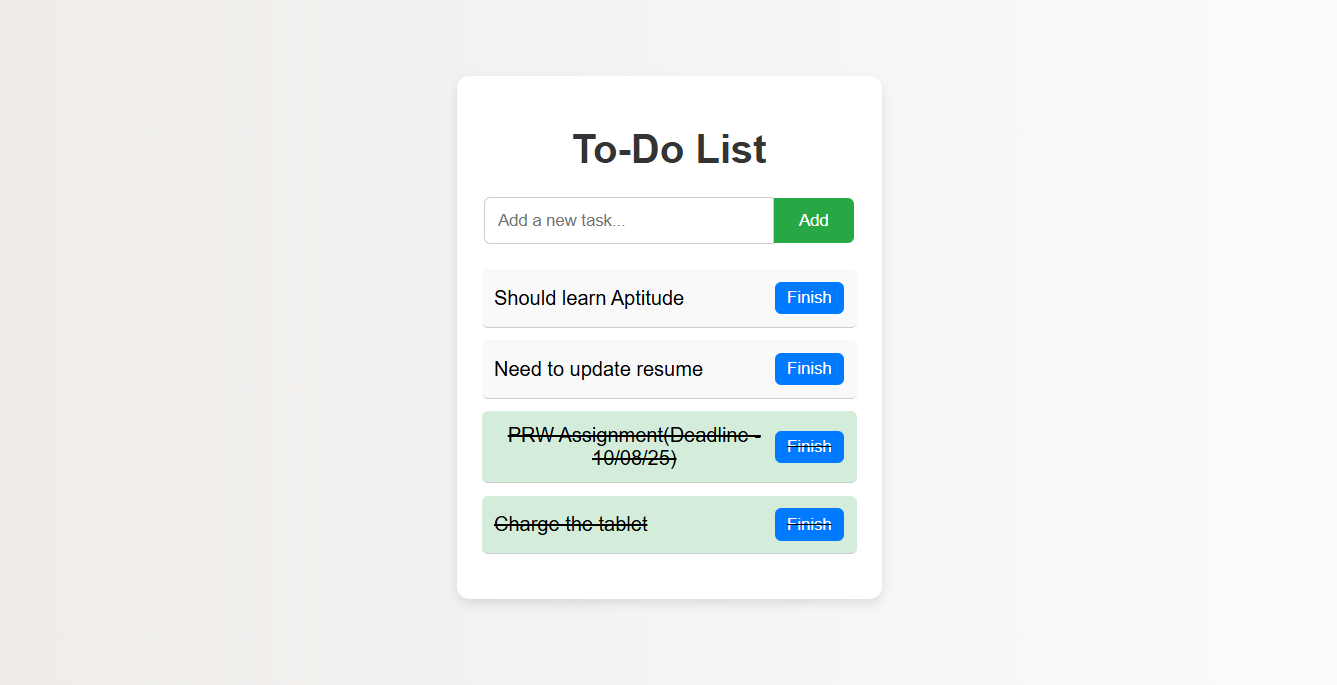 To-Do List
Add a new task...
Add
Should learn Aptitude
Finish
Need to update resume
Finish
PRW Assignment(Deadline -
10/08/25)
Finish
Charge the tablet
Finish